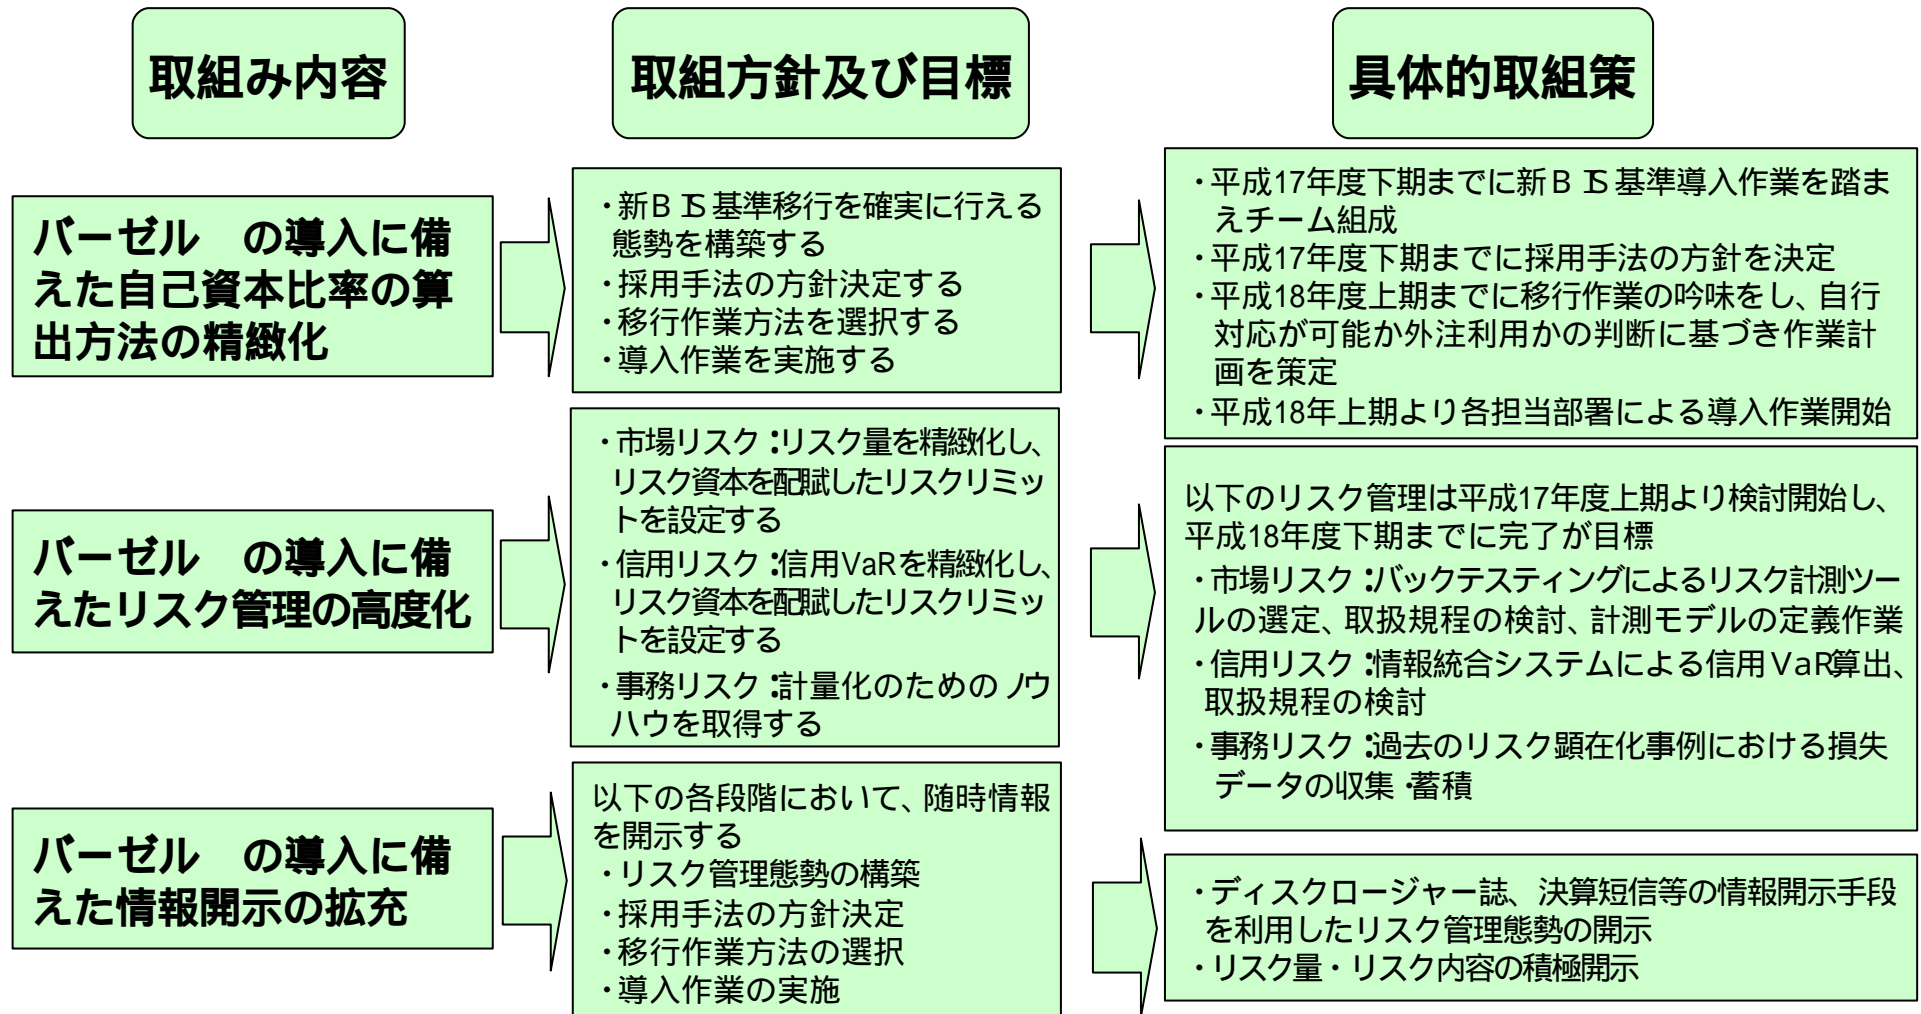 取組み内容
取組方針及び目標
具体的取組策
バーゼル　の導入に備
えた自己資本比率の算
出方法の精緻化
・新BIS基準移行を確実に行える
態勢を構築する
・採用手法の方針決定する
・移行作業方法を選択する
・導入作業を実施する
・平成17年度下期までに新BIS基準導入作業を踏ま
えチーム組成
・平成17年度下期までに採用手法の方針を決定
・平成18年度上期までに移行作業の吟味をし、自行
対応が可能か外注利用かの判断に基づき作業計
画を策定
・平成18年上期より各担当部署による導入作業開始
バーゼル　の導入に備
えたリスク管理の高度化
・市場リスク：リスク量を精緻化し、
リスク資本を配賦したリスクリミッ
トを設定する
・信用リスク：信用VaRを精緻化し、
リスク資本を配賦したリスクリミッ
トを設定する
・事務リスク：計量化のためのノウ
ハウを取得する
以下のリスク管理は平成17年度上期より検討開始し、
平成18年度下期までに完了が目標
・市場リスク：バックテスティングによるリスク計測ツー
ルの選定、取扱規程の検討、計測モデルの定義作業
・信用リスク：情報統合システムによる信用VaR算出、
取扱規程の検討
・事務リスク：過去のリスク顕在化事例における損失
データの収集・蓄積
バーゼル　の導入に備
えた情報開示の拡充
以下の各段階において、随時情報
を開示する
・リスク管理態勢の構築
・採用手法の方針決定
・移行作業方法の選択
・導入作業の実施
・ディスクロージャー誌、決算短信等の情報開示手段
を利用したリスク管理態勢の開示
・リスク量・リスク内容の積極開示